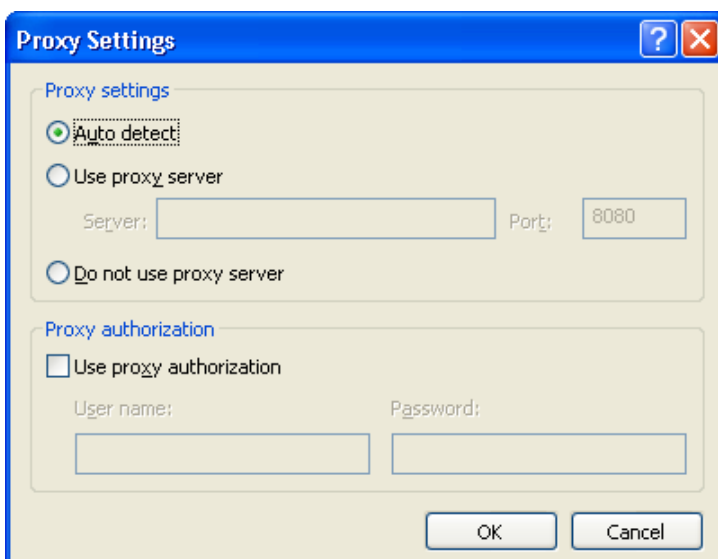 Proxy Settings
Proxy settings
Auto detect
Use proxy server
Server:
Port:
8080
Do not use proxy server
Proxy authorization
Use proxy authorization
User name:
Password:
OK
Cancel